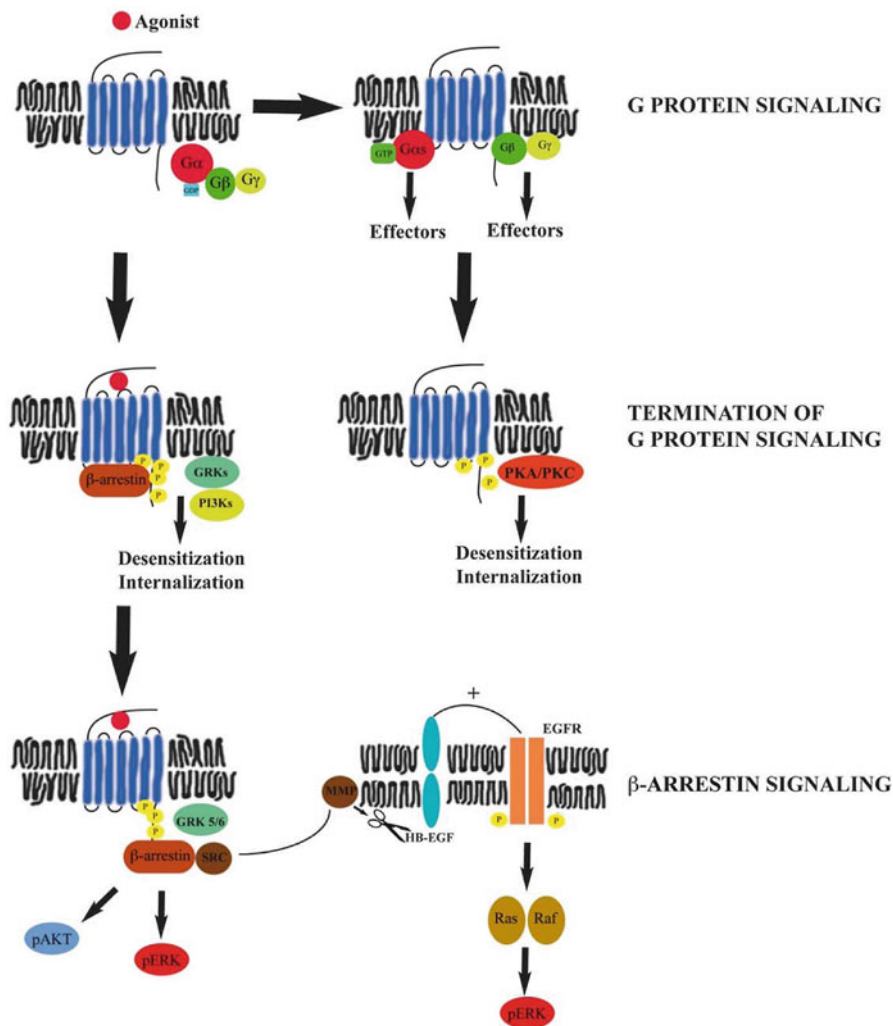 Agonist
G PROTEIN SIGNALING
Gα
GDP
Gβ
Gγ
GTP
Gαs
Gβ
Gγ
Effectors
Effectors
TERMINATION OF
G PROTEIN SIGNALING
P
P
P
P
P
β-arrestin
GRKs
PI3Ks
Desensitization
Internalization
P
P
P
PKA/PKC
Desensitization
Internalization
β-ARRESTIN SIGNALING
P
P
P
GRK 5/6
β-arrestin
SRC
pAKT
pERK
MMP
HB-EGF
+
EGFR
P
P
Ras
Raf
pERK